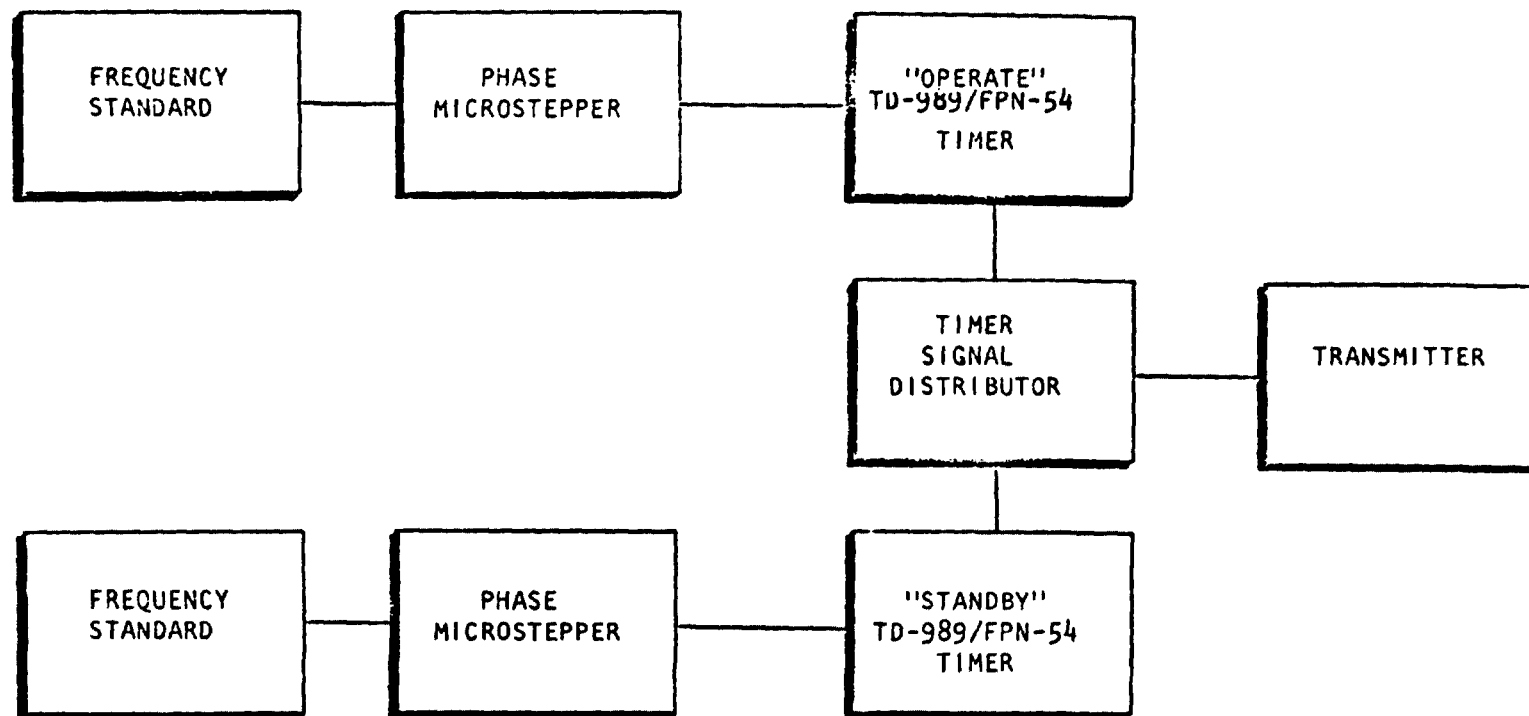 FREQUENCY
STANDARD
PHASE
MICROSTEPPER
"OPERATE"
TD-989/FPN-54
TIMER
TIMER
SIGNAL
DISTRIBUTOR
TRANSMITTER
FREQUENCY
STANDARD
PHASE
MICROSTEPPER
"STANDBY"
TD-989/FPN-54
TIMER